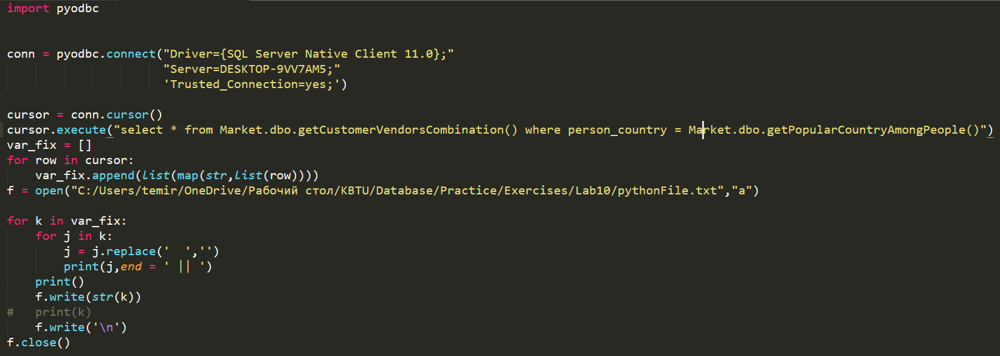 import pyodbc
conn = pyodbc.connect("Driver={SQL Server Native Client 11.0};"
"Server=DESKTOP-9VV7AM5;"
'Trusted_Connection=yes;')
cursor = conn.cursor()
cursor.execute("select * from Market.dbo.getCustomerVendorsCombination() where person_country = Market.dbo.getPopularCountryAmongPeople()")
var_fix = []
for row in cursor:
    var_fix.append(list(map(str,list(row))))
f = open("C:/Users/temir/OneDrive/Рабочий стол/KBTU/Database/Practice/Exercises/Lab10/pythonFile.txt","a")
for k in var_fix:
    for j in k:
        j = j.replace('  ','')
        print(j,end = ' || ')
    print()
    f.write(str(k))
#   print(k)
    f.write('\n')
f.close()